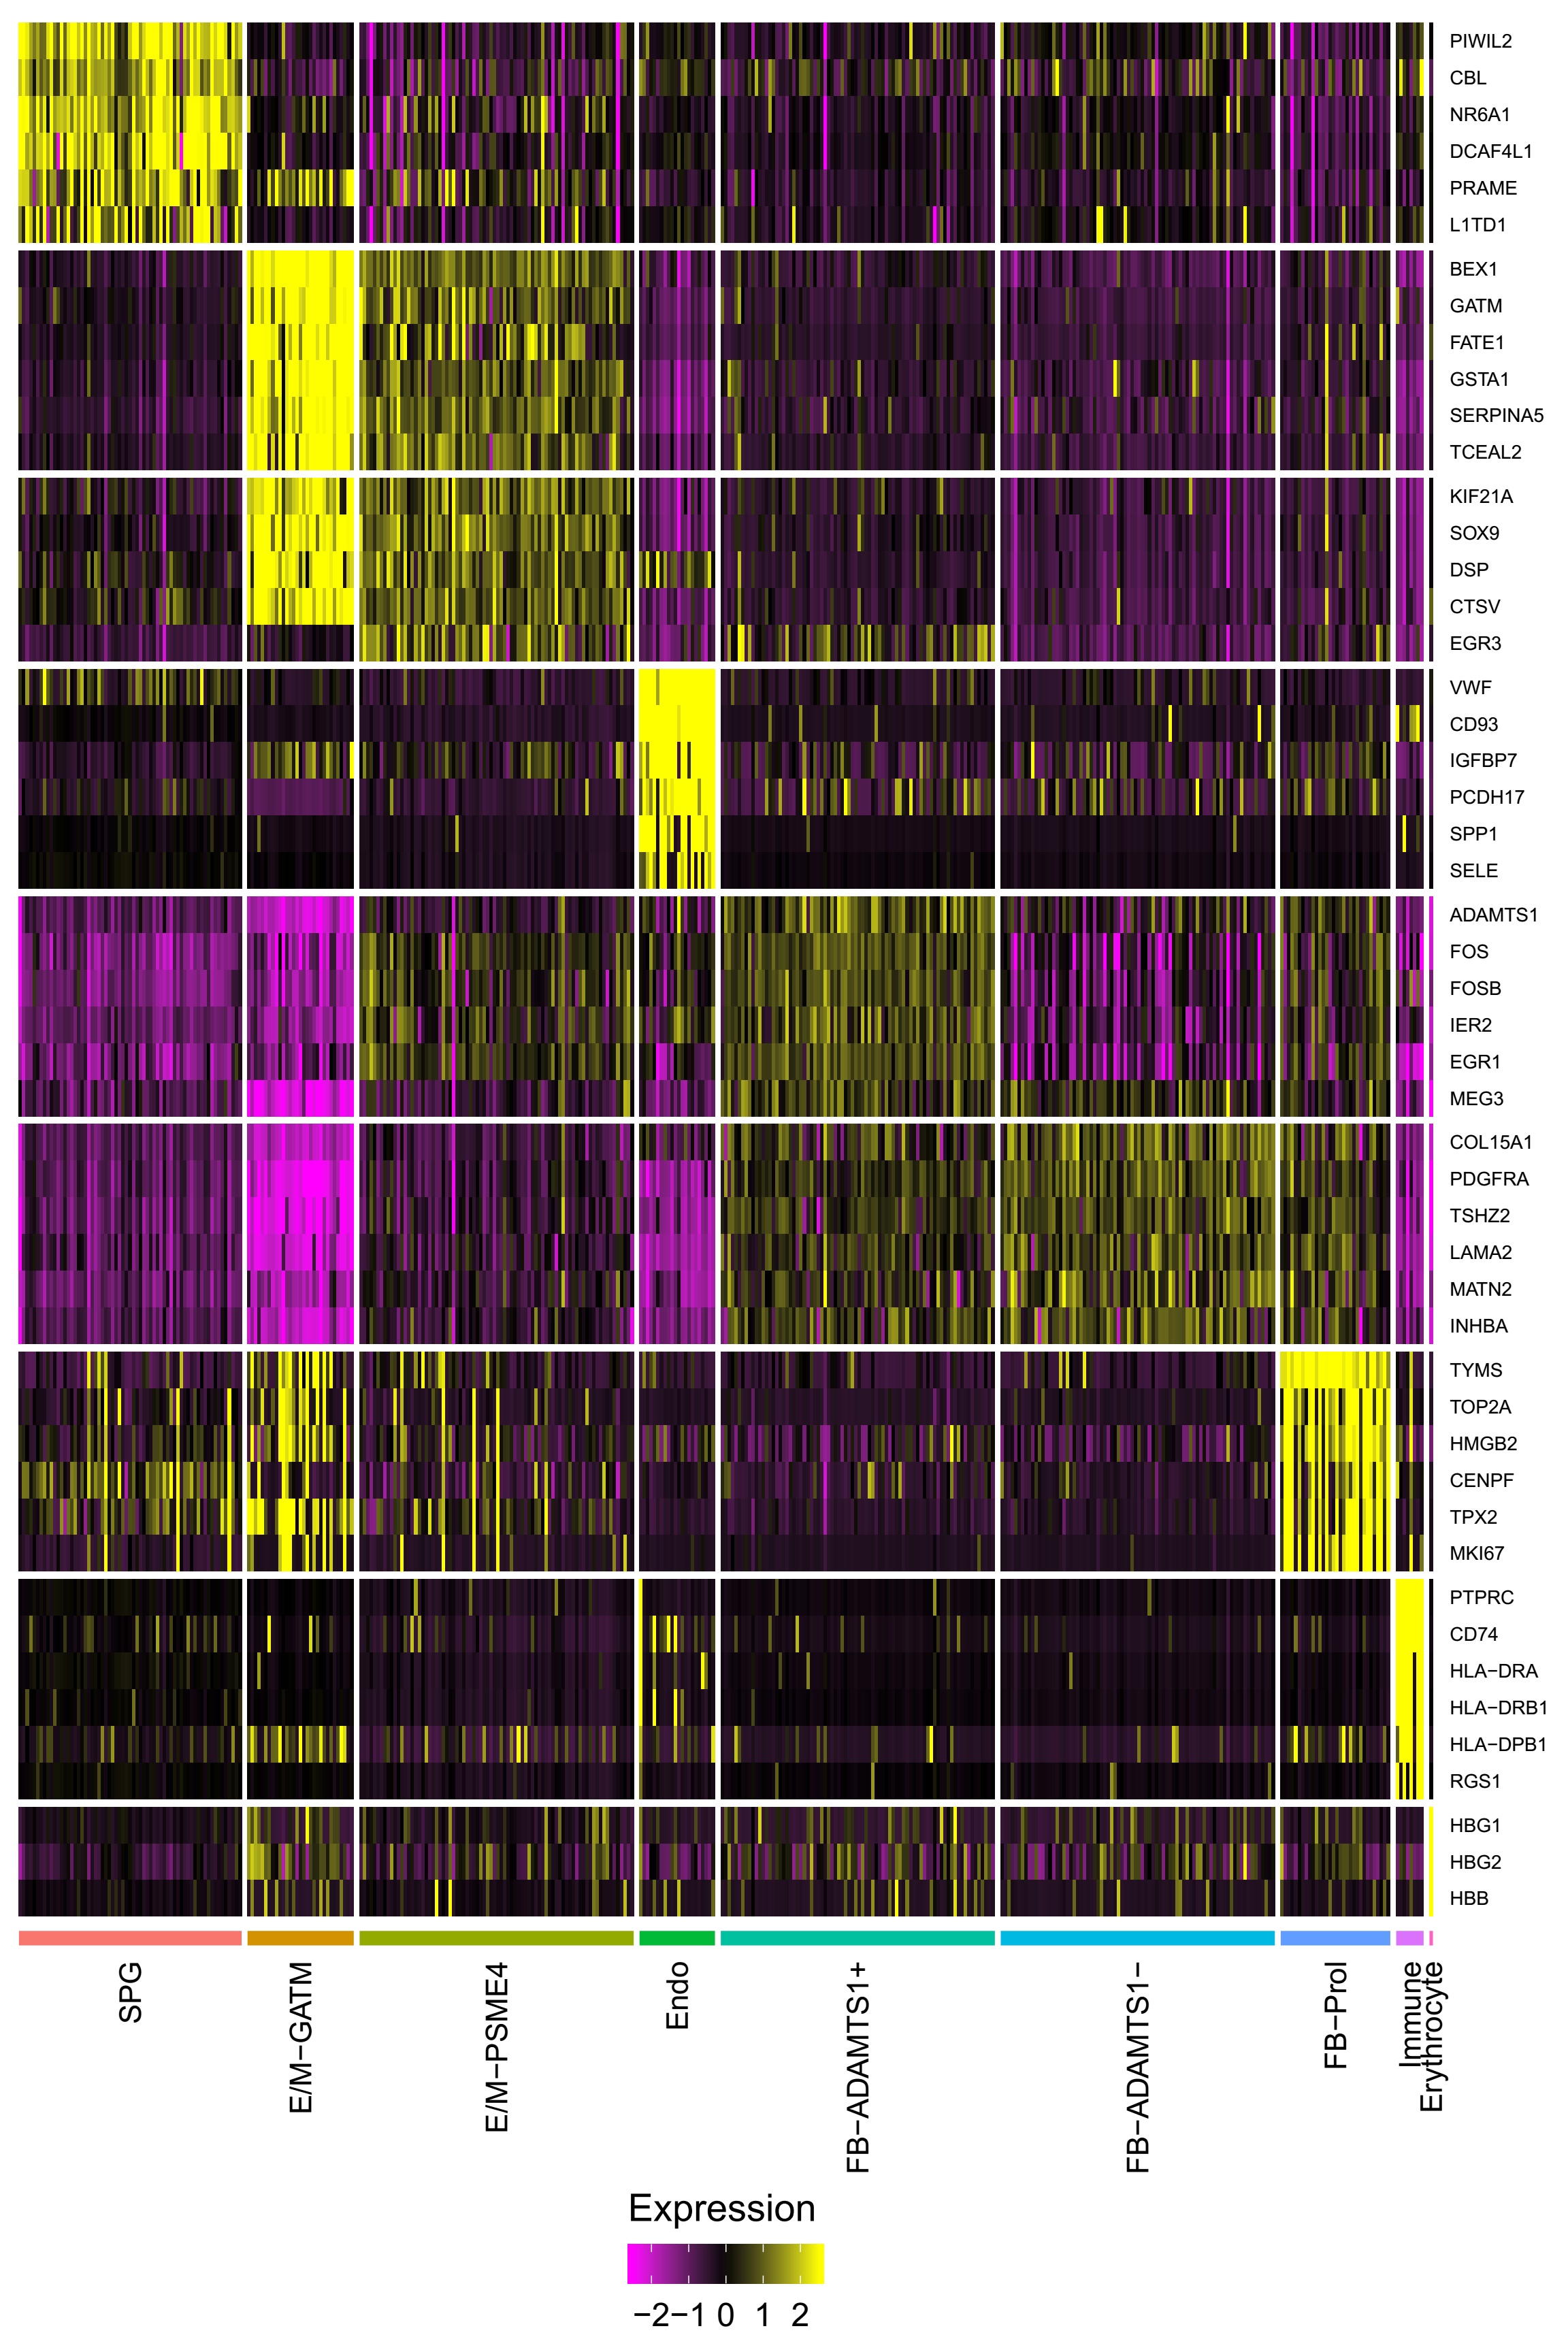 PIWIL2
CBL
NR6A1
DCAF4L1
PRAME
L1TD1
BEX1
GATM
FATE1
GSTA1
SERPINA5
TCEAL2
KIF21A
SOX9
DSP
CTSV
EGR3
VWF
CD93
IGFBP7
PCDH17
SPP1
SELE
ADAMTS1
FOS
FOSB
IER2
EGR1
MEG3
COL15A1
PDGFRA
TSHZ2
LAMA2
MATN2
INHBA
TYMS
TOP2A
HMGB2
CENPF
TPX2
MKI67
PTPRC
CD74
HLA−DRA
HLA−DRB1
HLA−DPB1
RGS1
HBG1
HBG2
HBB
SPG
E/M−GATM
E/M−PSME4
Endo
FB−ADAMTS1+
FB−ADAMTS1−
FB−Prol
Immune
Erythrocyte
Expression
−2 −1 0 1 2